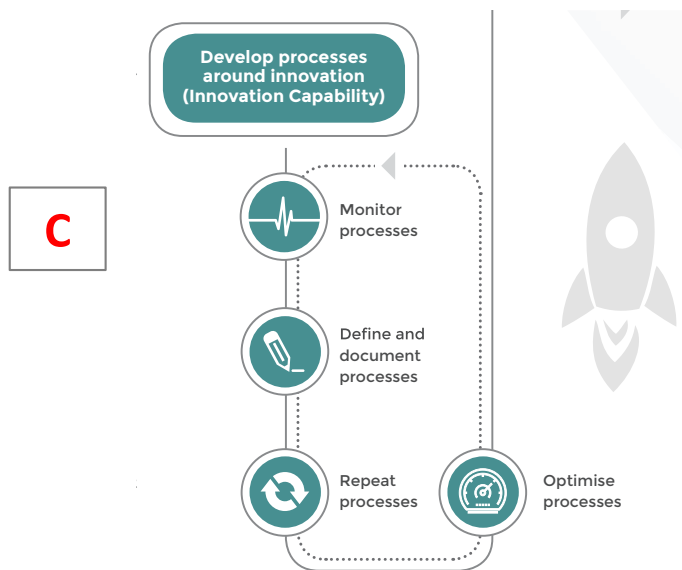 Develop processes
around innovation
(Innovation Capability)
C
Monitor
processes
Define and
document
processes
Repeat
processes
Optimise
processes